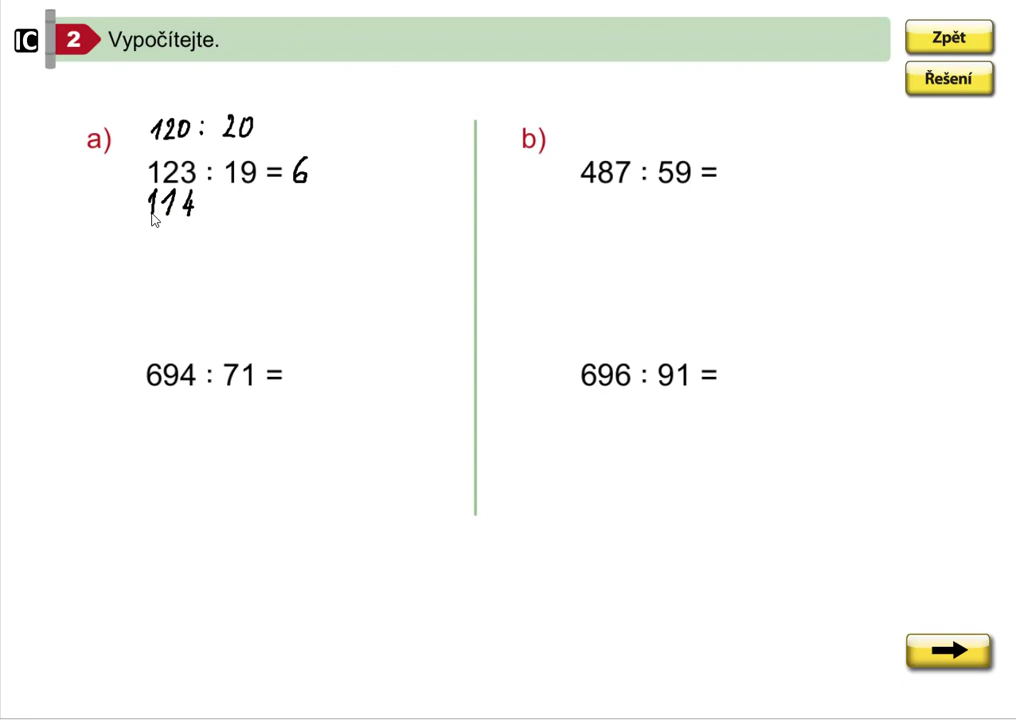 IC
2 Vypočítejte.
Zpět
Řešení
a)
120 : 20
123 : 19 = 6
114
694 : 71 =
b)
487 : 59 =
696 : 91 =